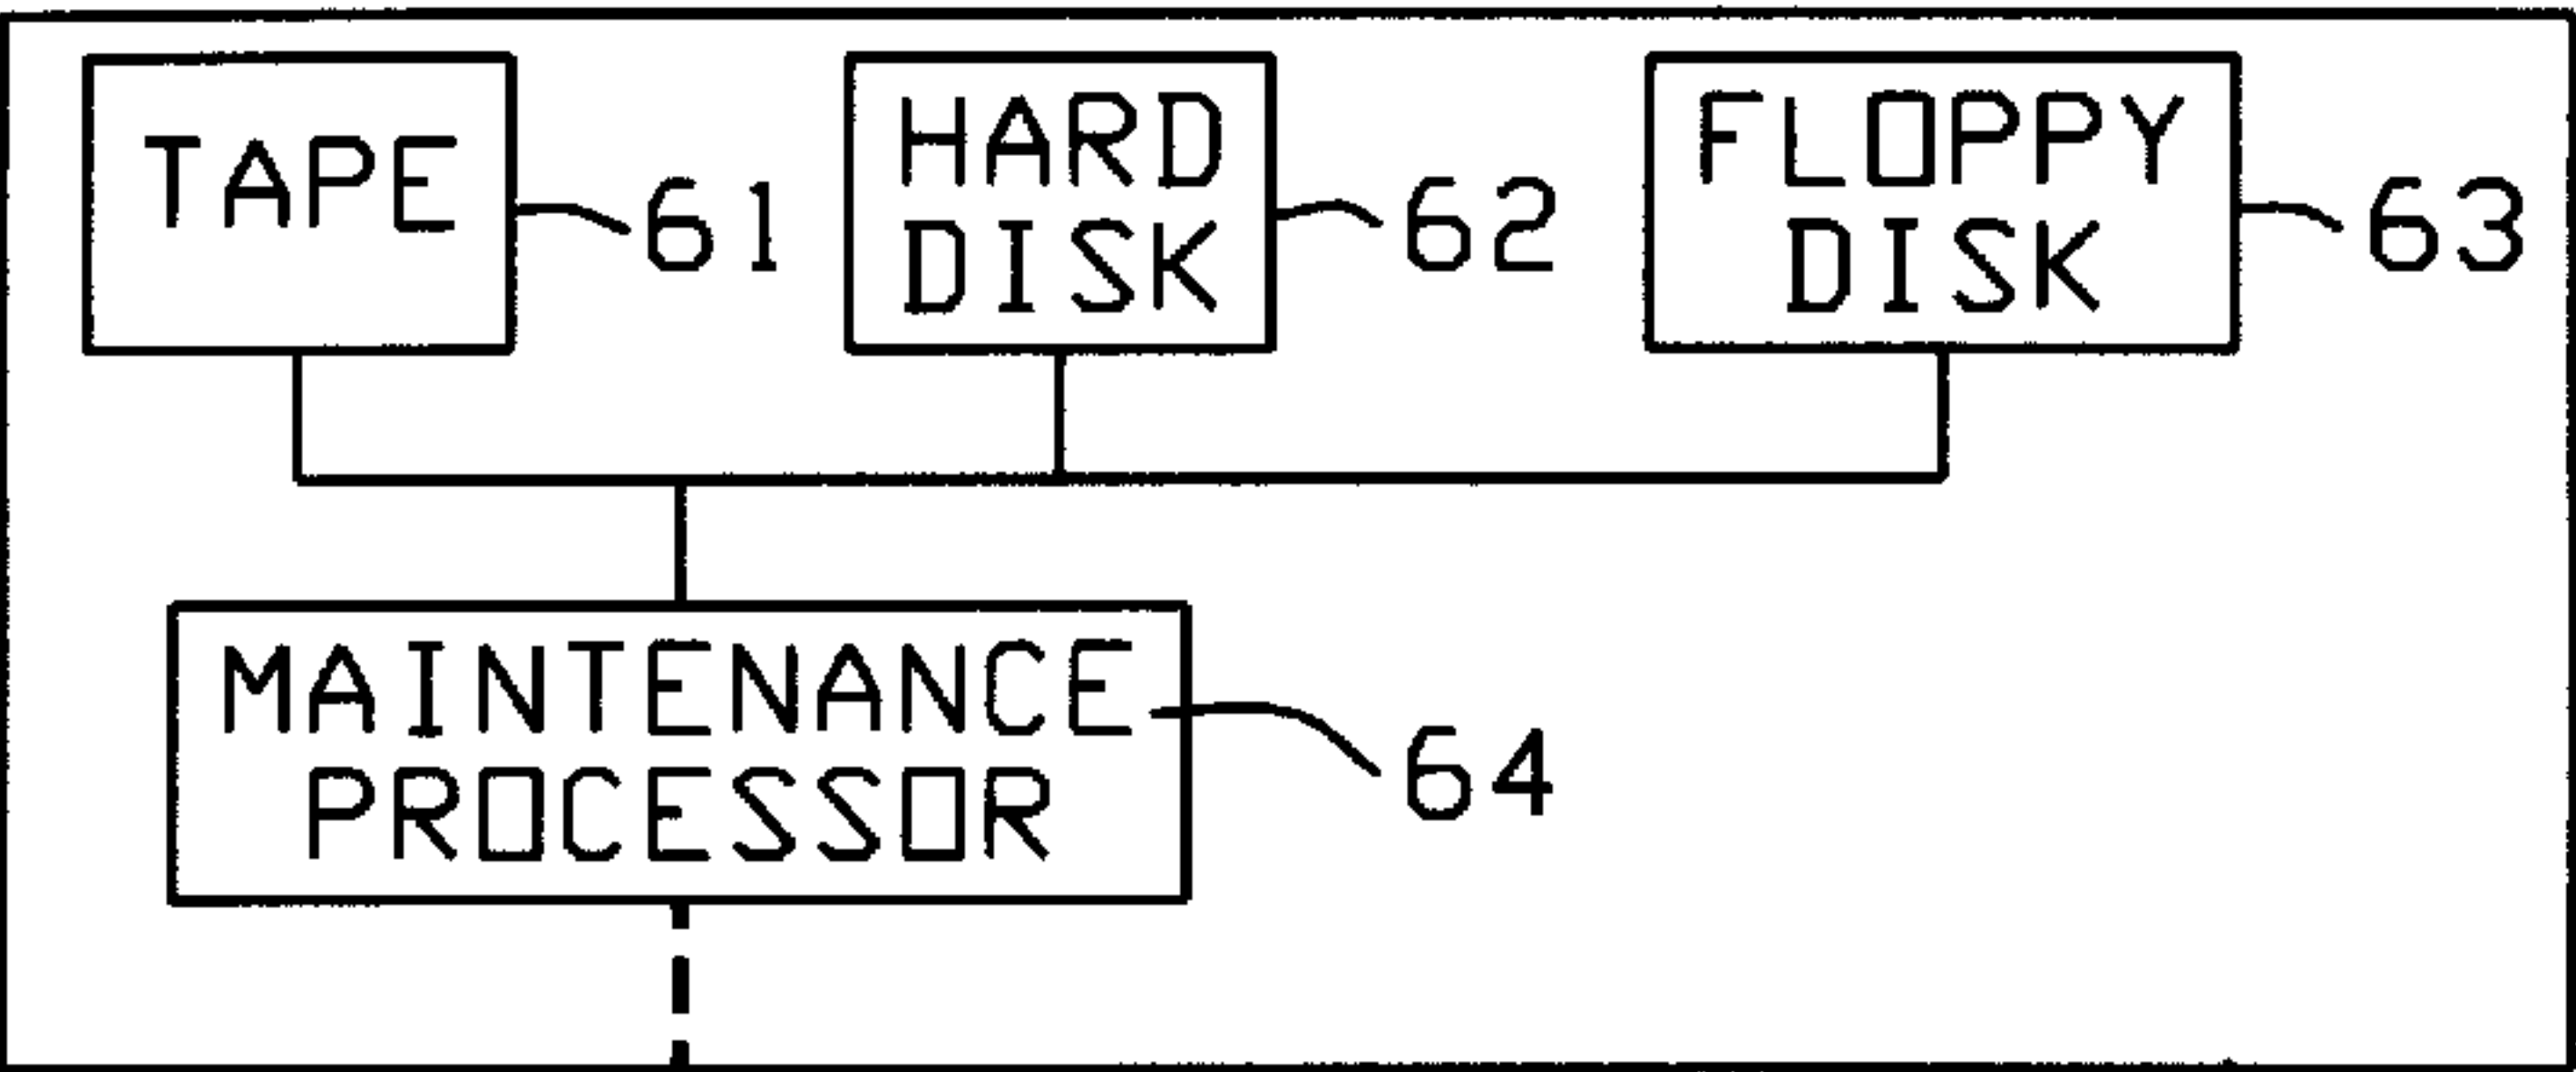 TAPE
61
HARD
DISK
62
FLOPPY
DISK
63
MAINTENANCE
PROCESSOR
64